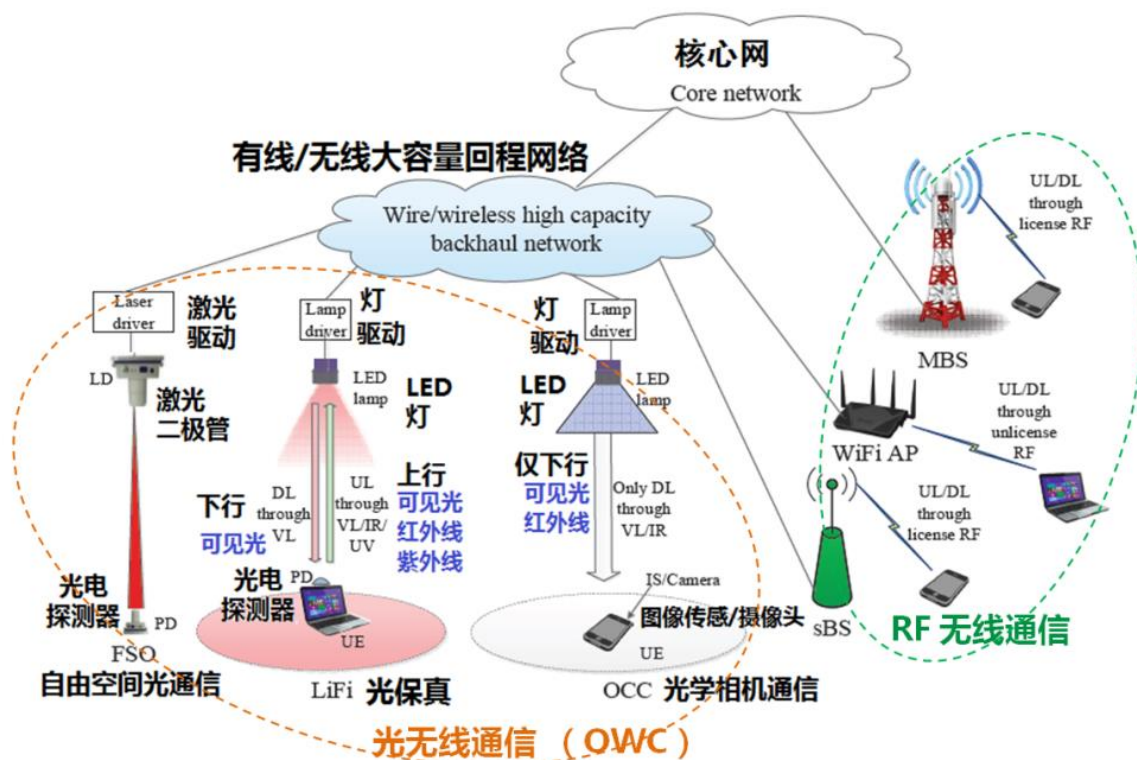 核心网
Core network
有线/无线大容量回程网络
Wire/wireless high capacity
backhaul network
Laser
driver
激光
驱动
LD
激光
二极管
光电
探测器
PD
FSO
自由空间光通信
Lamp
driver
灯
驱动
LED
lamp
LED
灯
下行
可见光
DL
through
VL
UL
through
VL/IR/
UV
上行
可见光
红外线
紫外线
光电
探测器
PD
UE
LiFi
光保真
Lamp
driver
灯
驱动
LED
lamp
LED
灯
仅下行
可见光
红外线
Only DL
through
VL/IR
IS/Camera
图像传感/摄像头
UE
OCC
光学相机通信
光无线通信 （OWC）
UL/DL
through
license RF
MBS
UL/DL
through
unlicense
RF
WiFi AP
UL/DL
through
license RF
sBS
RF 无线通信